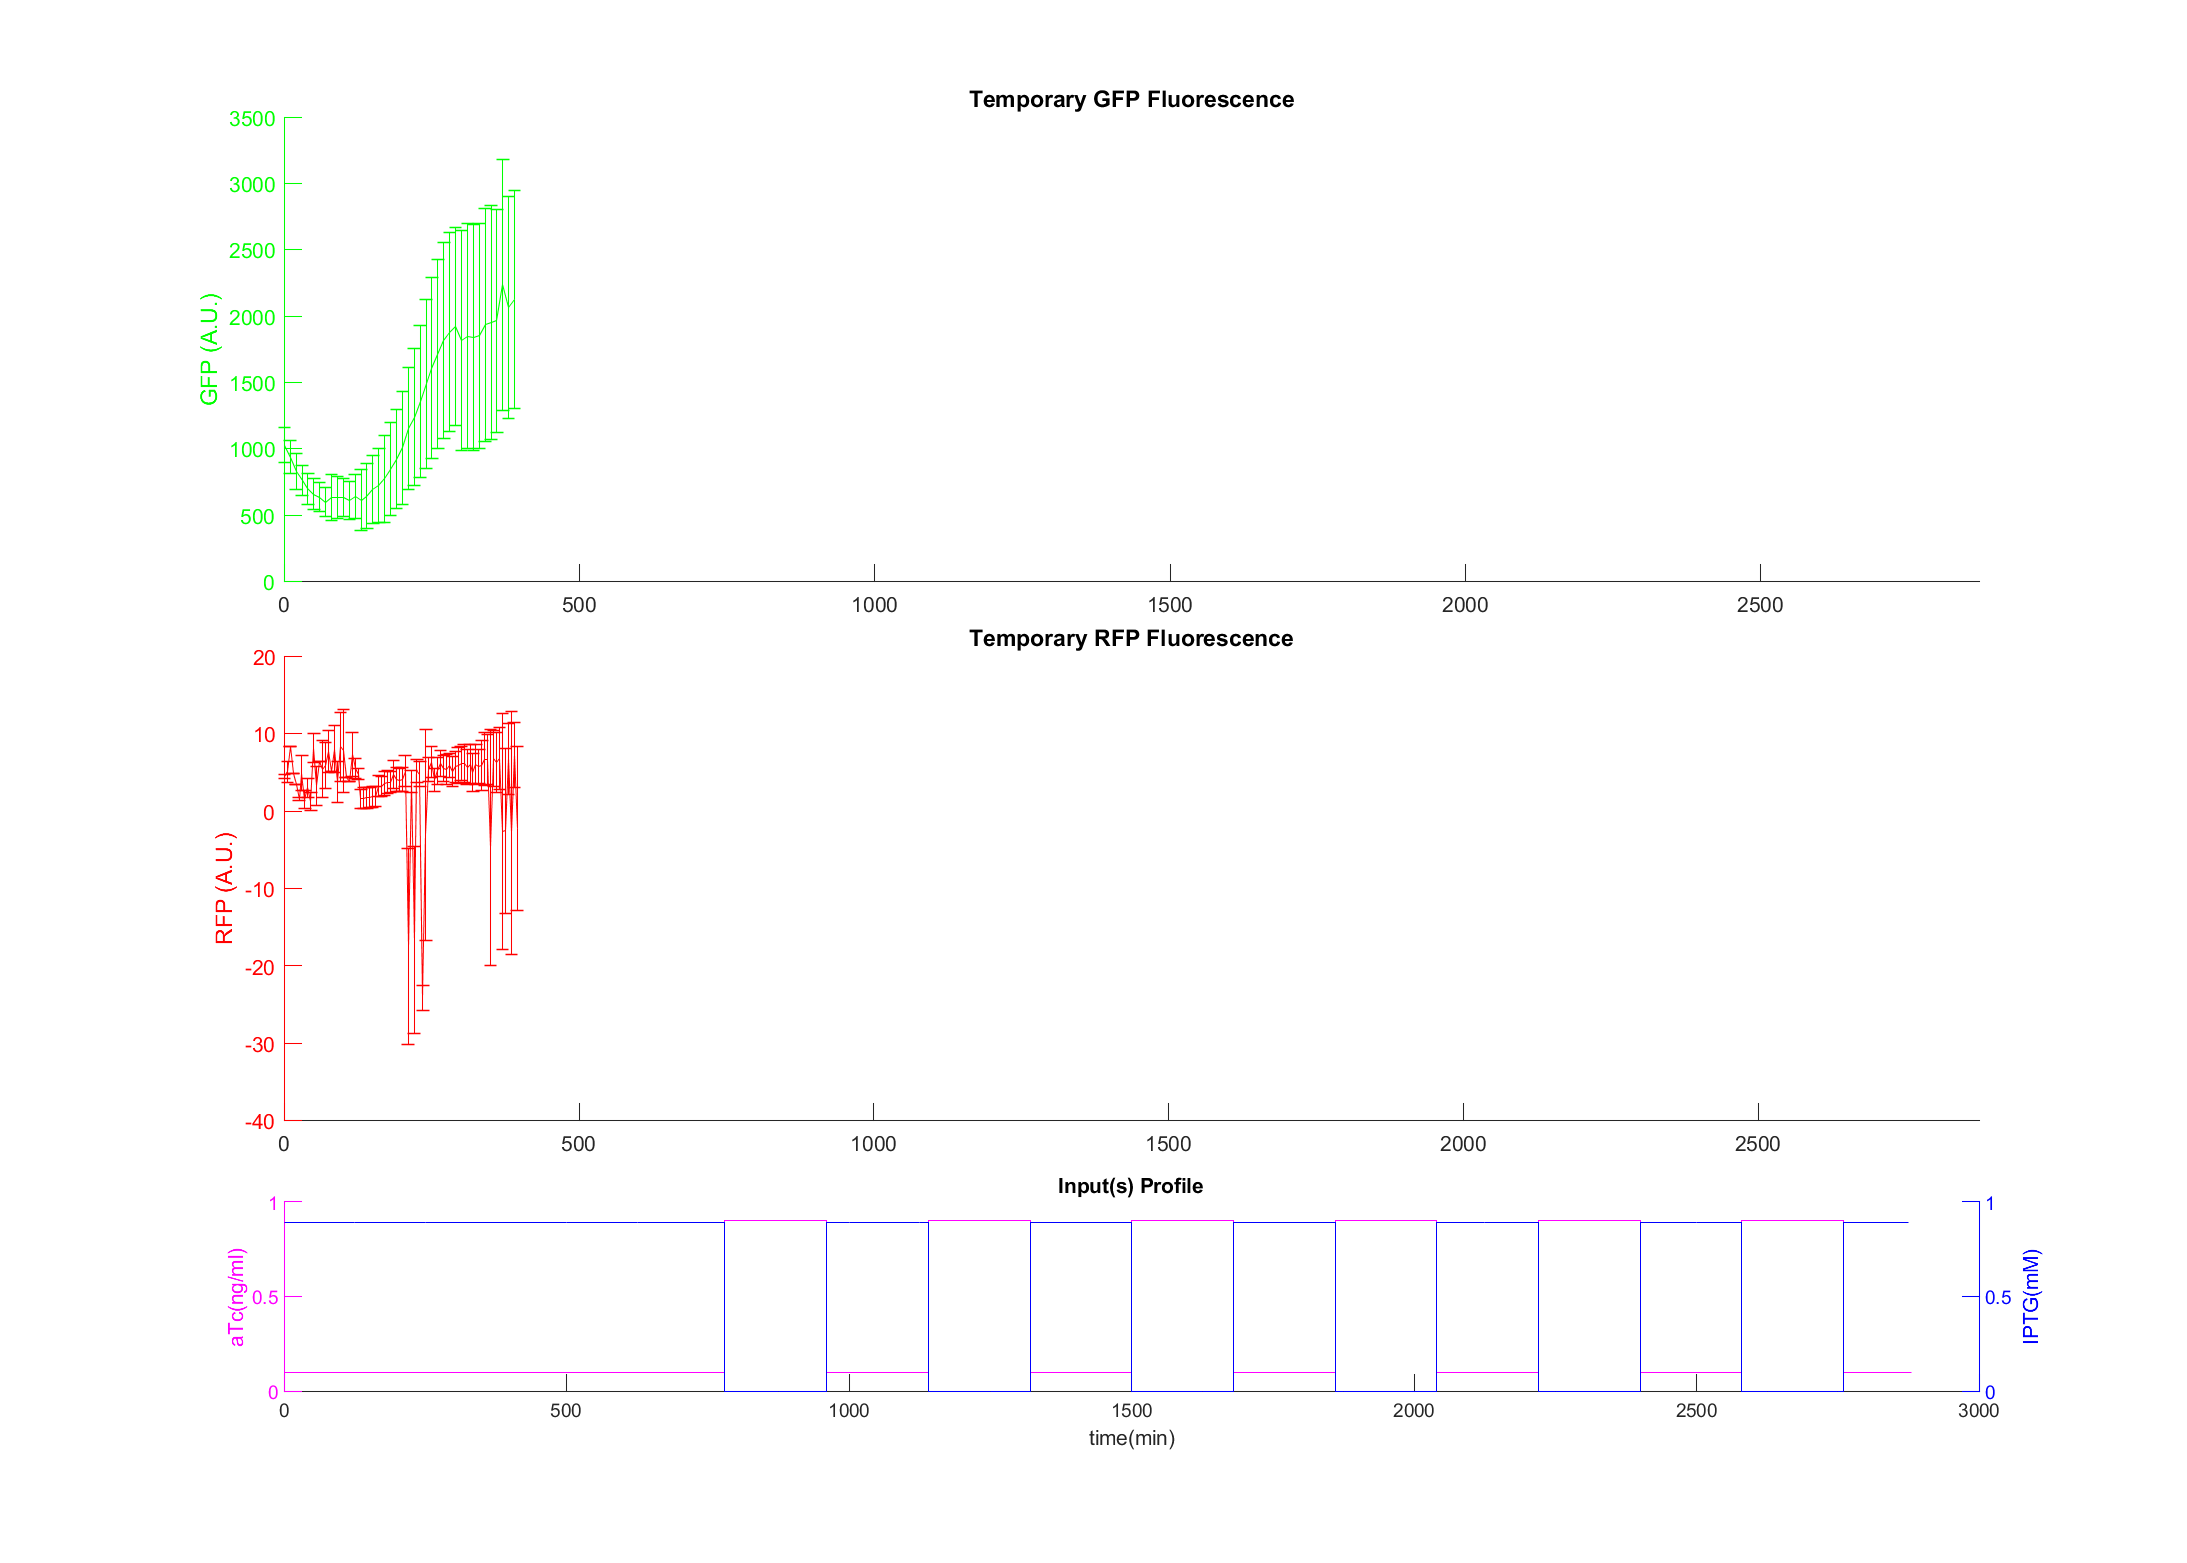 Temporary GFP Fluorescence
3500
3000
2500
2000
1500
1000
500
0
GFP (A.U.)
0 500 1000 1500 2000 2500
Temporary RFP Fluorescence
20
10
0
-10
-20
-30
-40
RFP (A.U.)
0 500 1000 1500 2000 2500
Input(s) Profile
1
0.5
0
aTc(ng/ml)
1
0.5
0
IPTG(mM)
0 500 1000 1500 2000 2500 3000
time(min)